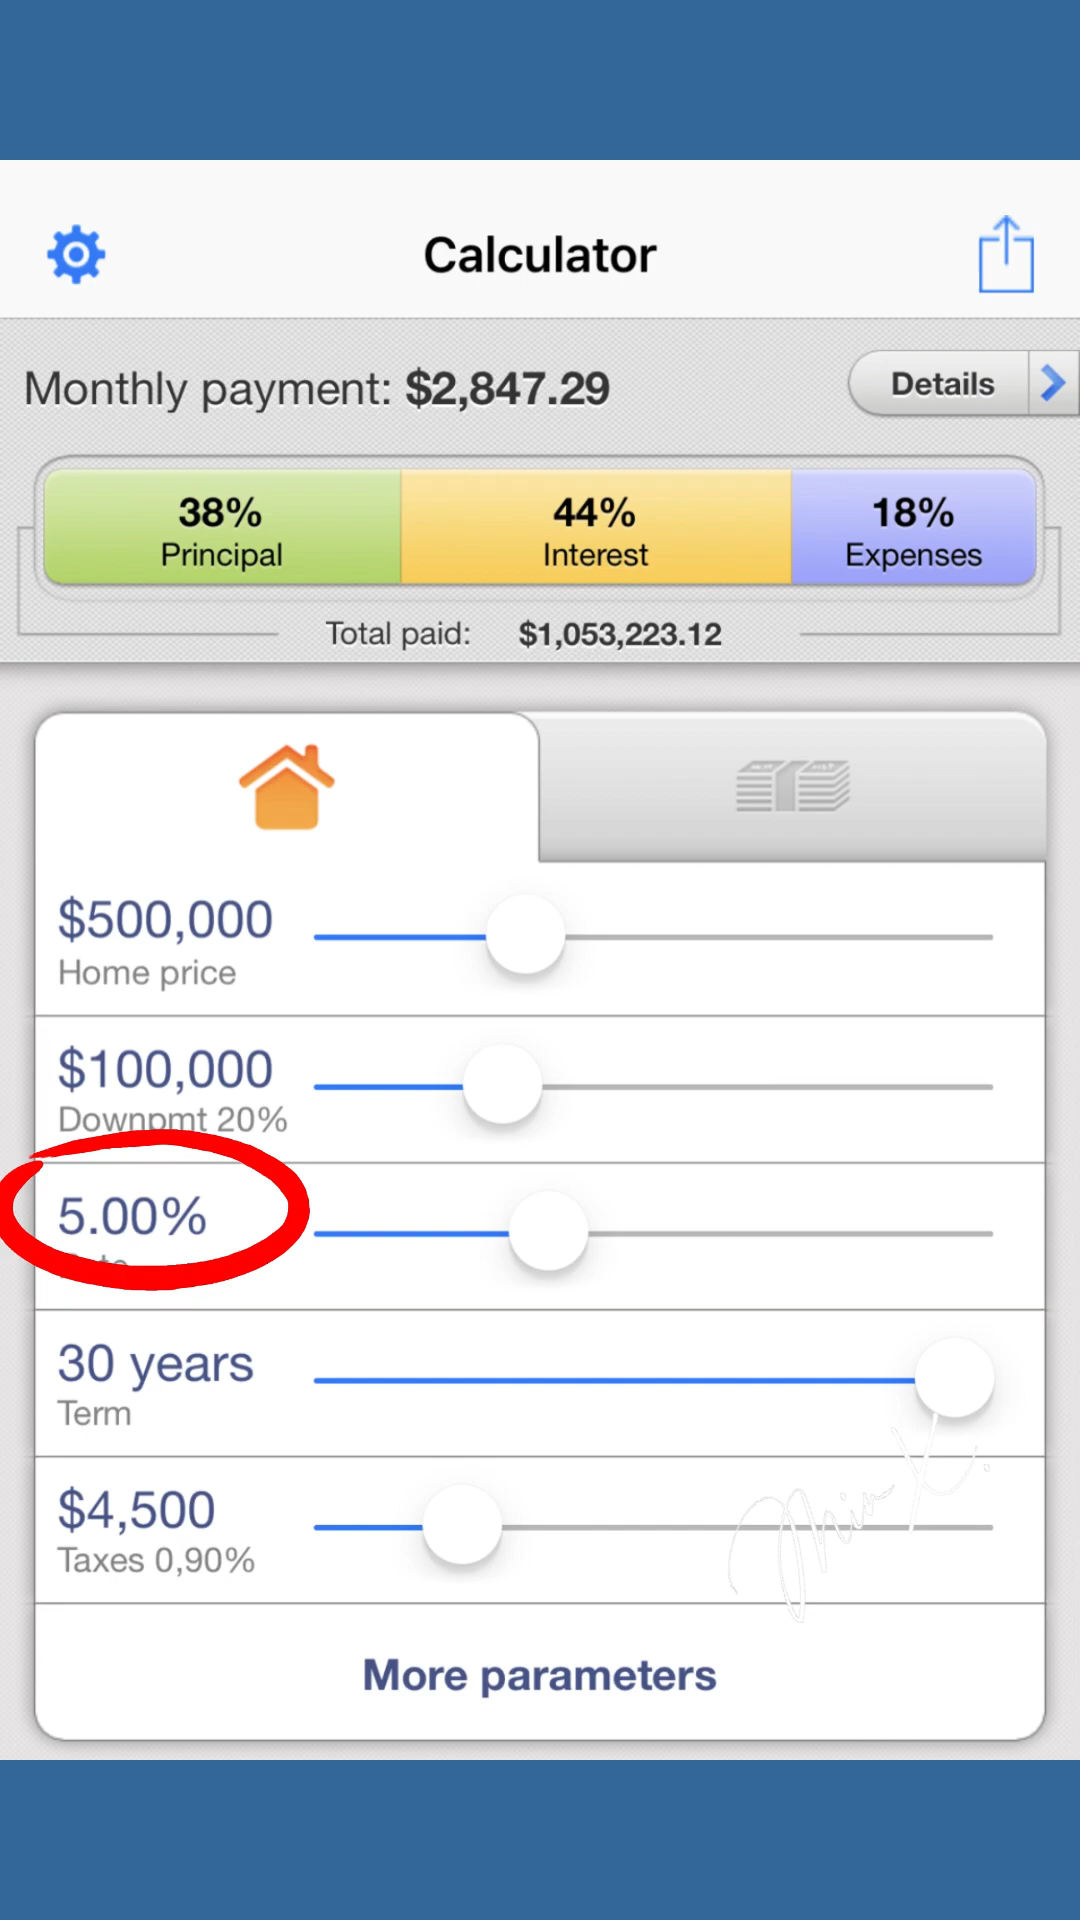 Calculator
Monthly payment: $2,847.29
Details
38%
Principal
44%
Interest
18%
Expenses
Total paid: $1,053,223.12
$500,000
Home price
$100,000
Downpmt 20%
5.00%
Rate
30 years
Term
$4,500
Taxes 0,90%
More parameters